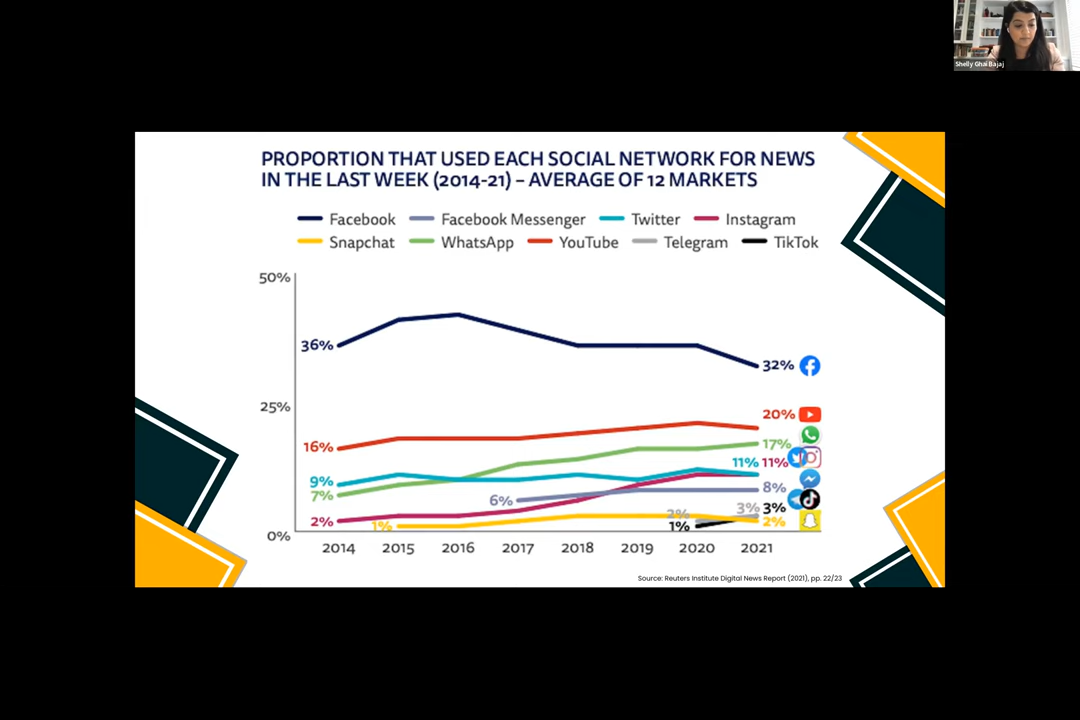 Shelly Ghai Bajaj
PROPORTION THAT USED EACH SOCIAL NETWORK FOR NEWS
IN THE LAST WEEK (2014-21) – AVERAGE OF 12 MARKETS
Facebook Facebook Messenger Twitter Instagram
Snapchat WhatsApp YouTube Telegram TikTok
50%
36%
32%
25%
20%
16%
17%
11% 11%
9%
7%
8%
6%
3% 3%
2%
2%
1%
2%
1%
0%
2014 2015 2016 2017 2018 2019 2020 2021
Source: Reuters Institute Digital News Report (2021), pp. 22/23